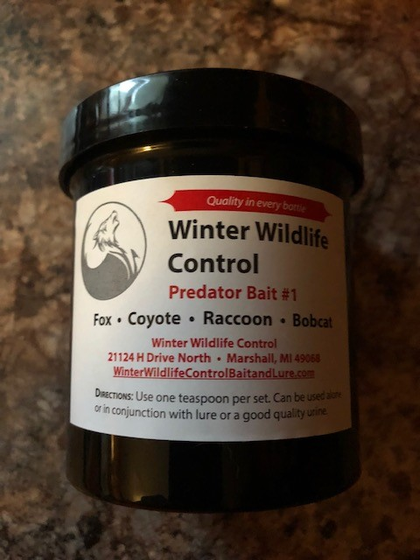 Quality in every bottle
Winter Wildlife
Control
Predator Bait #1
Fox • Coyote • Raccoon • Bobcat
Winter Wildlife Control
21124 H Drive North • Marshall, MI 49068
WinterWildlifeControlBaitandLure.com
Directions: Use one teaspoon per set. Can be used alone
or in conjunction with lure or a good quality urine.